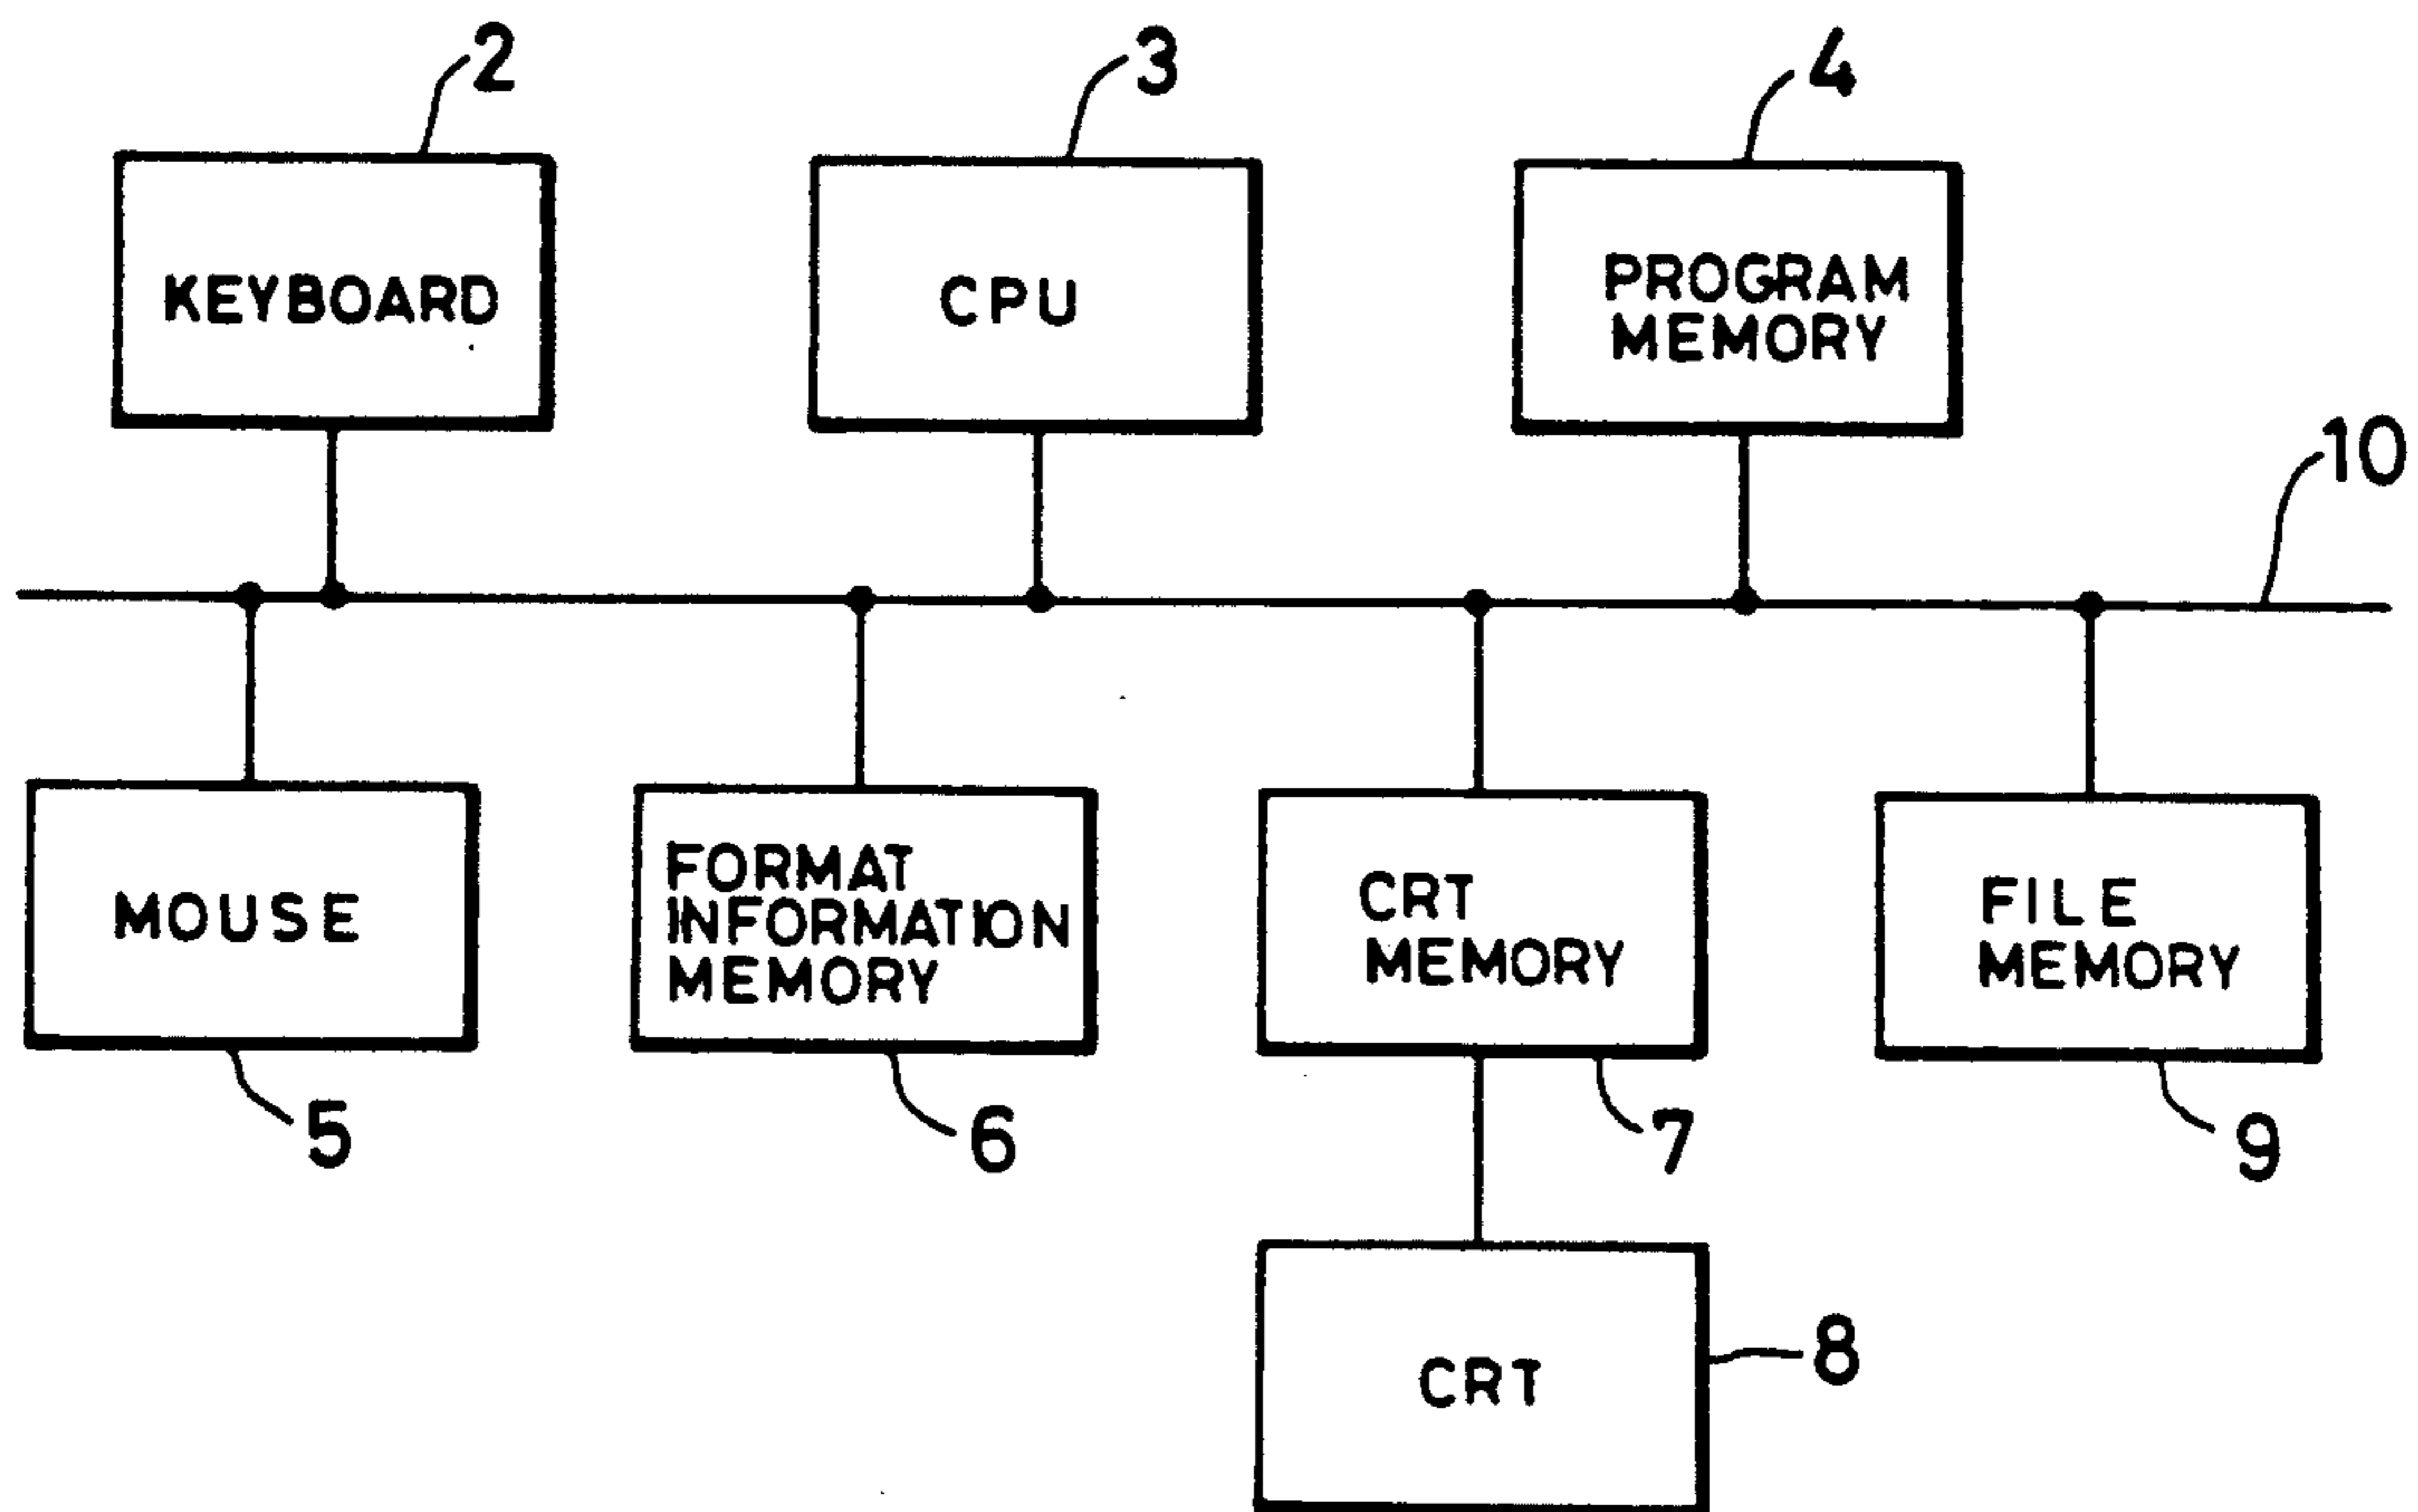 2
3
4
KEYBOARD
CPU
PROGRAM
MEMORY
10
MOUSE
FORMAT
INFORMATION
MEMORY
CRT
MEMORY
FILE
MEMORY
5
6
7
9
CRT
8